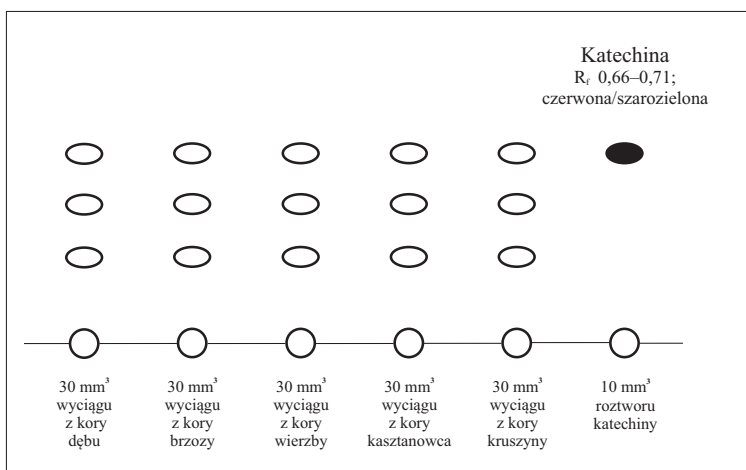 Katechina
Rf 0,66–0,71;
czerwona/szarozielona
30 mm³
wyciągu
z kory
dębu
30 mm³
wyciągu
z kory
brzozy
30 mm³
wyciągu
z kory
wierzby
30 mm³
wyciągu
z kory
kasztanowca
30 mm³
wyciągu
z kory
kruszyny
10 mm³
roztworu
katechiny